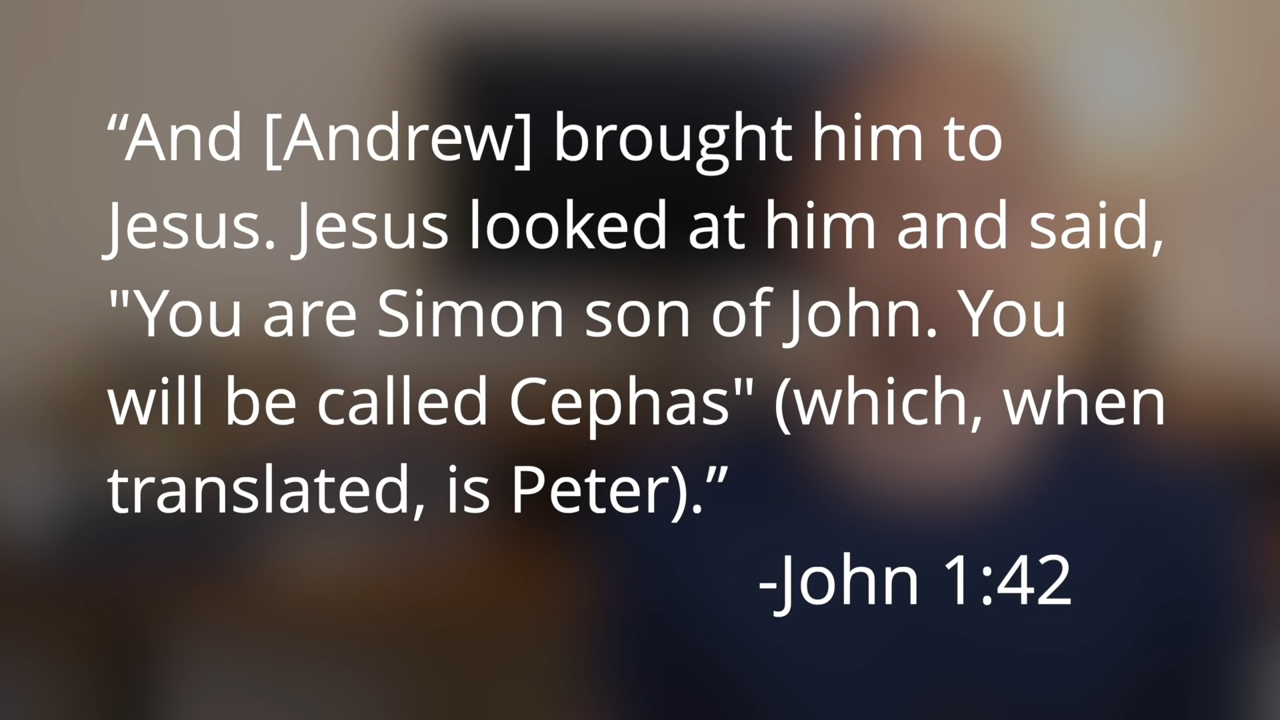 “And [Andrew] brought him to
Jesus. Jesus looked at him and said,
"You are Simon son of John. You
will be called Cephas" (which, when
translated, is Peter).”
-John 1:42